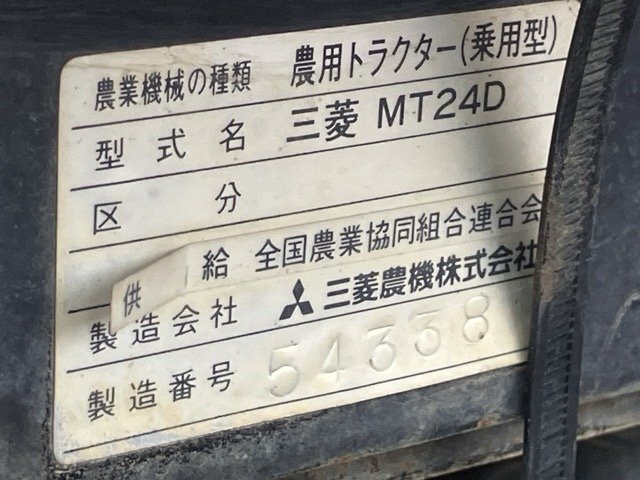 農業機械の種類 農用トラクター(乗用型)
型式名 三菱 MT24D
区分
供給 全国農業協同組合連合会
製造会社 三菱農機株式会社
製造番号 54338